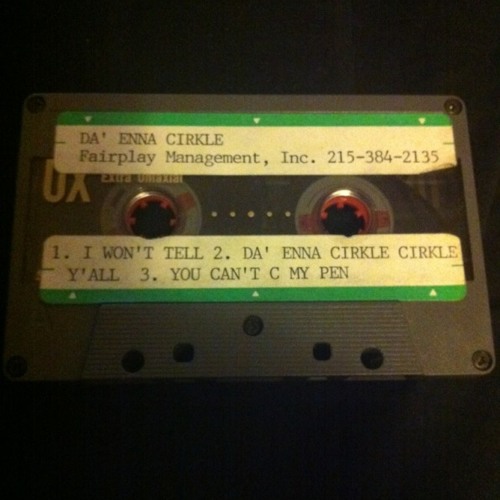 DA' ENNA CIRKLE
Fairplay Management, Inc. 215-384-2135
UX Extra Uniaxial
1. I WON'T TELL 2. DA' ENNA CIRKLE CIRKLE
Y'ALL 3. YOU CAN'T C MY PEN